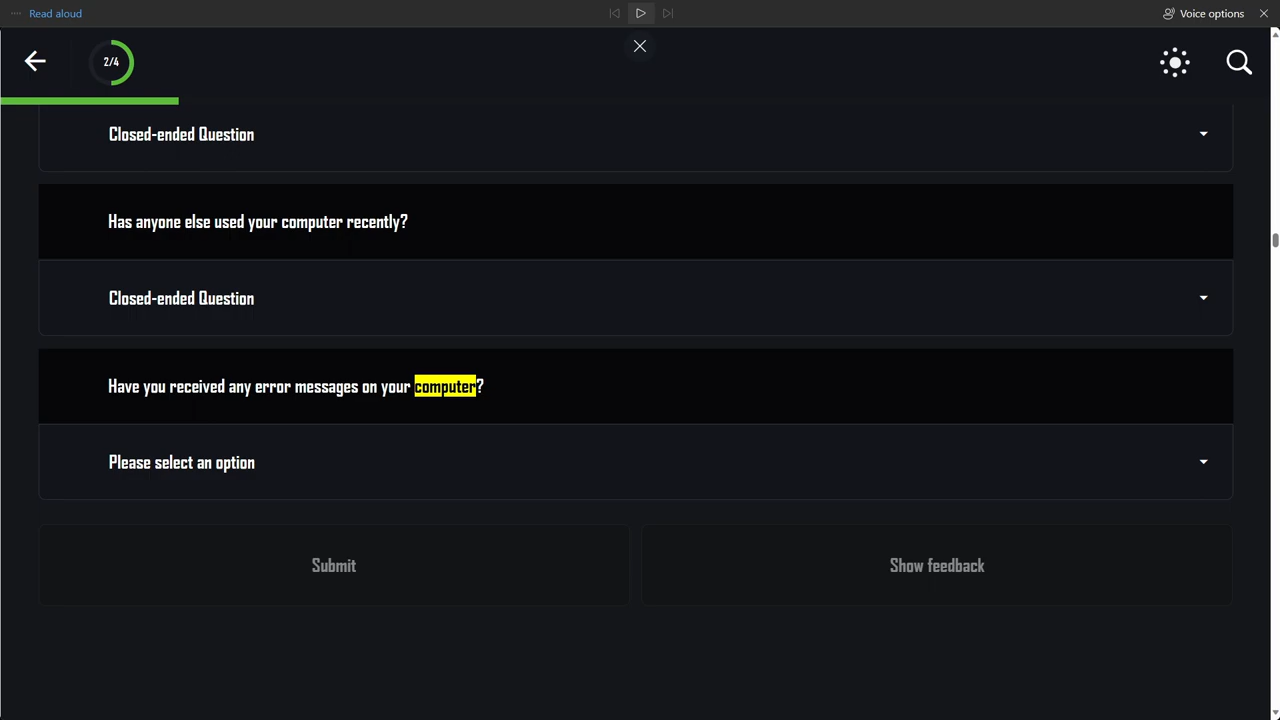 Read aloud
Voice options
2/4
Closed-ended Question
Has anyone else used your computer recently?
Closed-ended Question
Have you received any error messages on your computer?
Please select an option
Submit
Show feedback